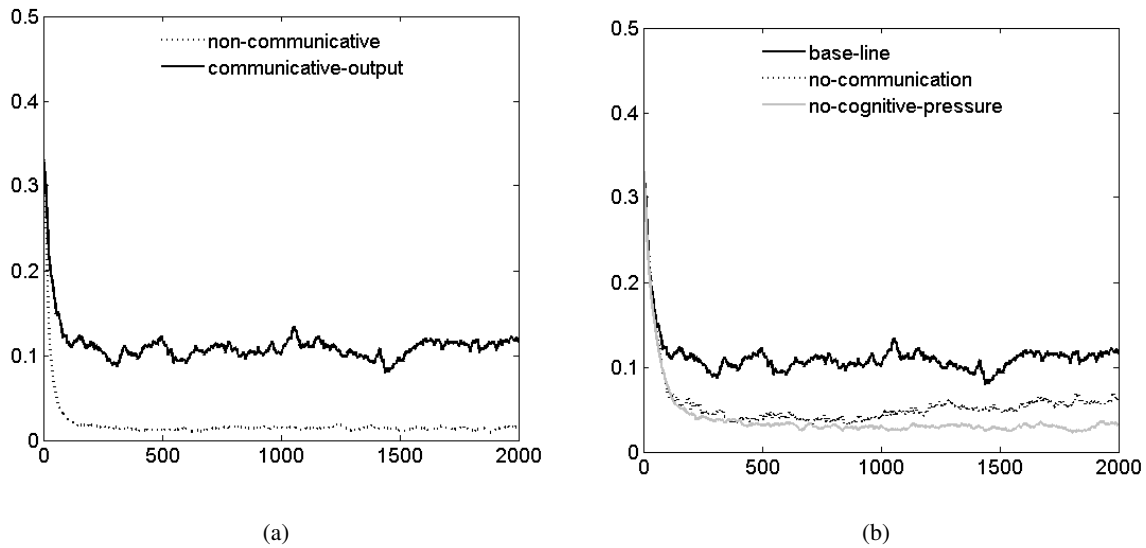 0.5
0.4
0.3
0.2
0.1
0
0 500 1000 1500 2000
non-communicative
communicative-output
(a)
0.5
0.4
0.3
0.2
0.1
0
0 500 1000 1500 2000
base-line
no-communication
no-cognitive-pressure
(b)